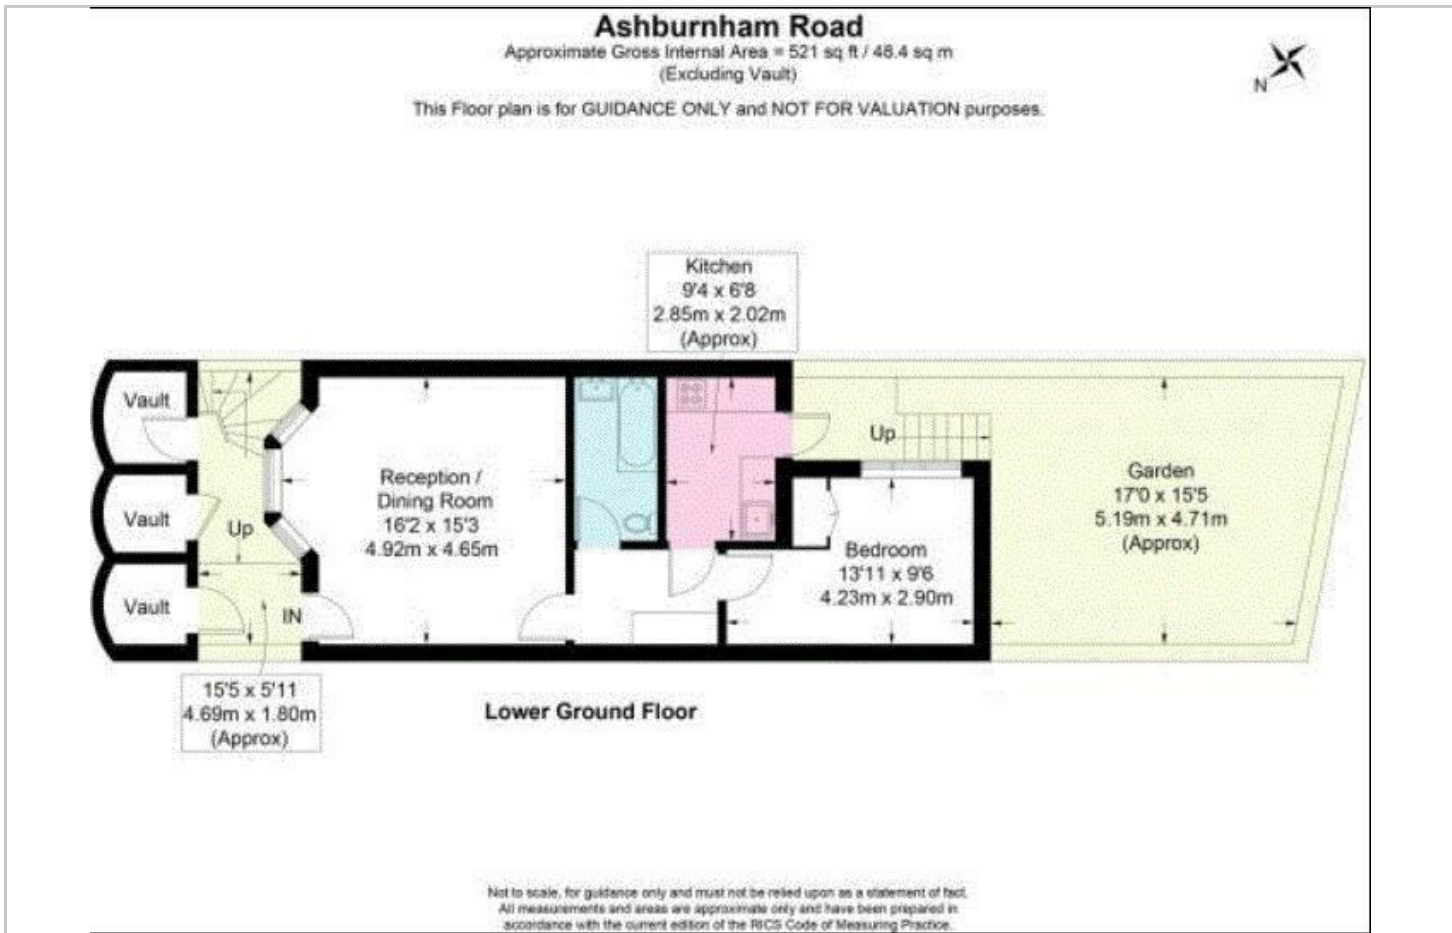 Ashburnham Road
Approximate Gross Internal Area = 521 sq ft / 48.4 sq m
(Excluding Vault)
N
This Floor plan is for GUIDANCE ONLY and NOT FOR VALUATION purposes.
Kitchen
9'4 x 6'8
2.85m x 2.02m
(Approx)
Vault
Vault
Vault
Up
IN
Reception /
Dining Room
16'2 x 15'3
4.92m x 4.65m
Up
Bedroom
13'11 x 9'6
4.23m x 2.90m
Garden
17'0 x 15'5
5.19m x 4.71m
(Approx)
15'5 x 5'11
4.69m x 1.80m
(Approx)
Lower Ground Floor
Not to scale, for guidance only and must not be relied upon as a statement of fact.
All measurements and areas are approximate only and have been prepared in
accordance with the current edition of the RICS Code of Measuring Practice.